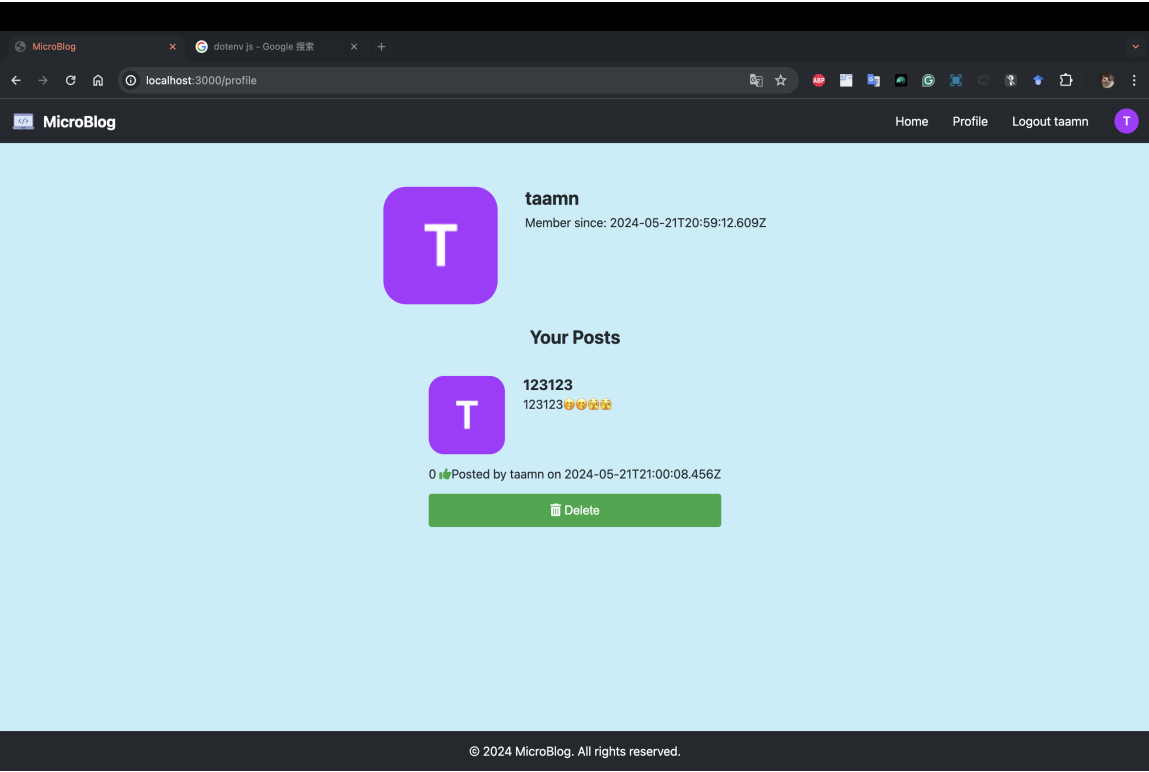 MicroBlog
dotenv js - Google 搜索
localhost:3000/profile
ABP
MicroBlog
Home
Profile
Logout taamn
T
T
taamn
Member since: 2024-05-21T20:59:12.609Z
Your Posts
T
123123
123123
0 Posted by taamn on 2024-05-21T21:00:08.456Z
Delete
© 2024 MicroBlog. All rights reserved.